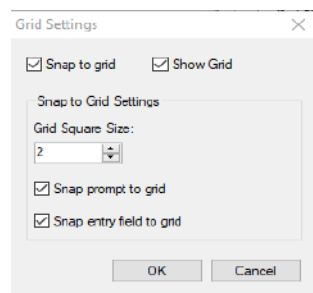 Grid Settings
Snap to grid Show Grid
Snap to Grid Settings
Grid Square Size:
2
Snap prompt to grid
Snap entry field to grid
OK Cancel